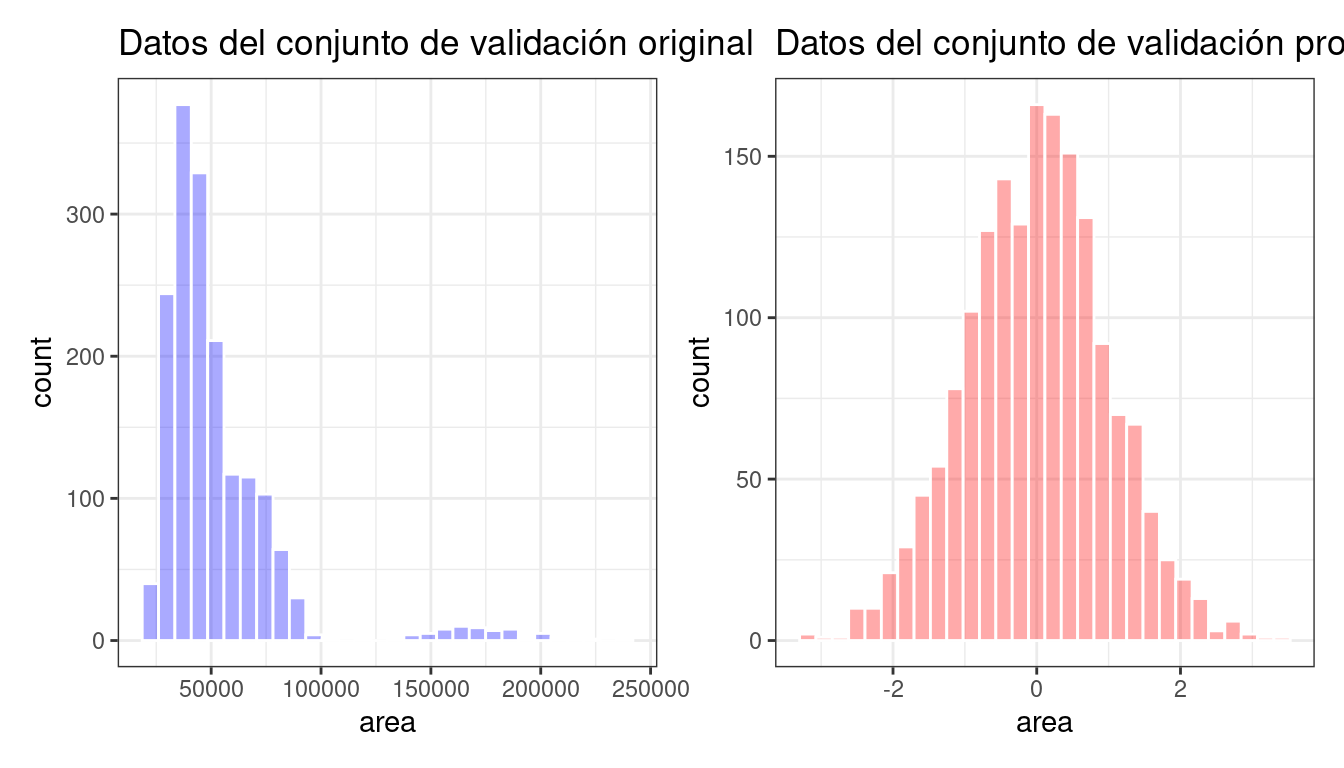 Datos del conjunto de validación original
Datos del conjunto de validación pro
count
300
200
100
0
50000 100000 150000 200000 250000
area
count
150
100
50
0
-2 0 2
area